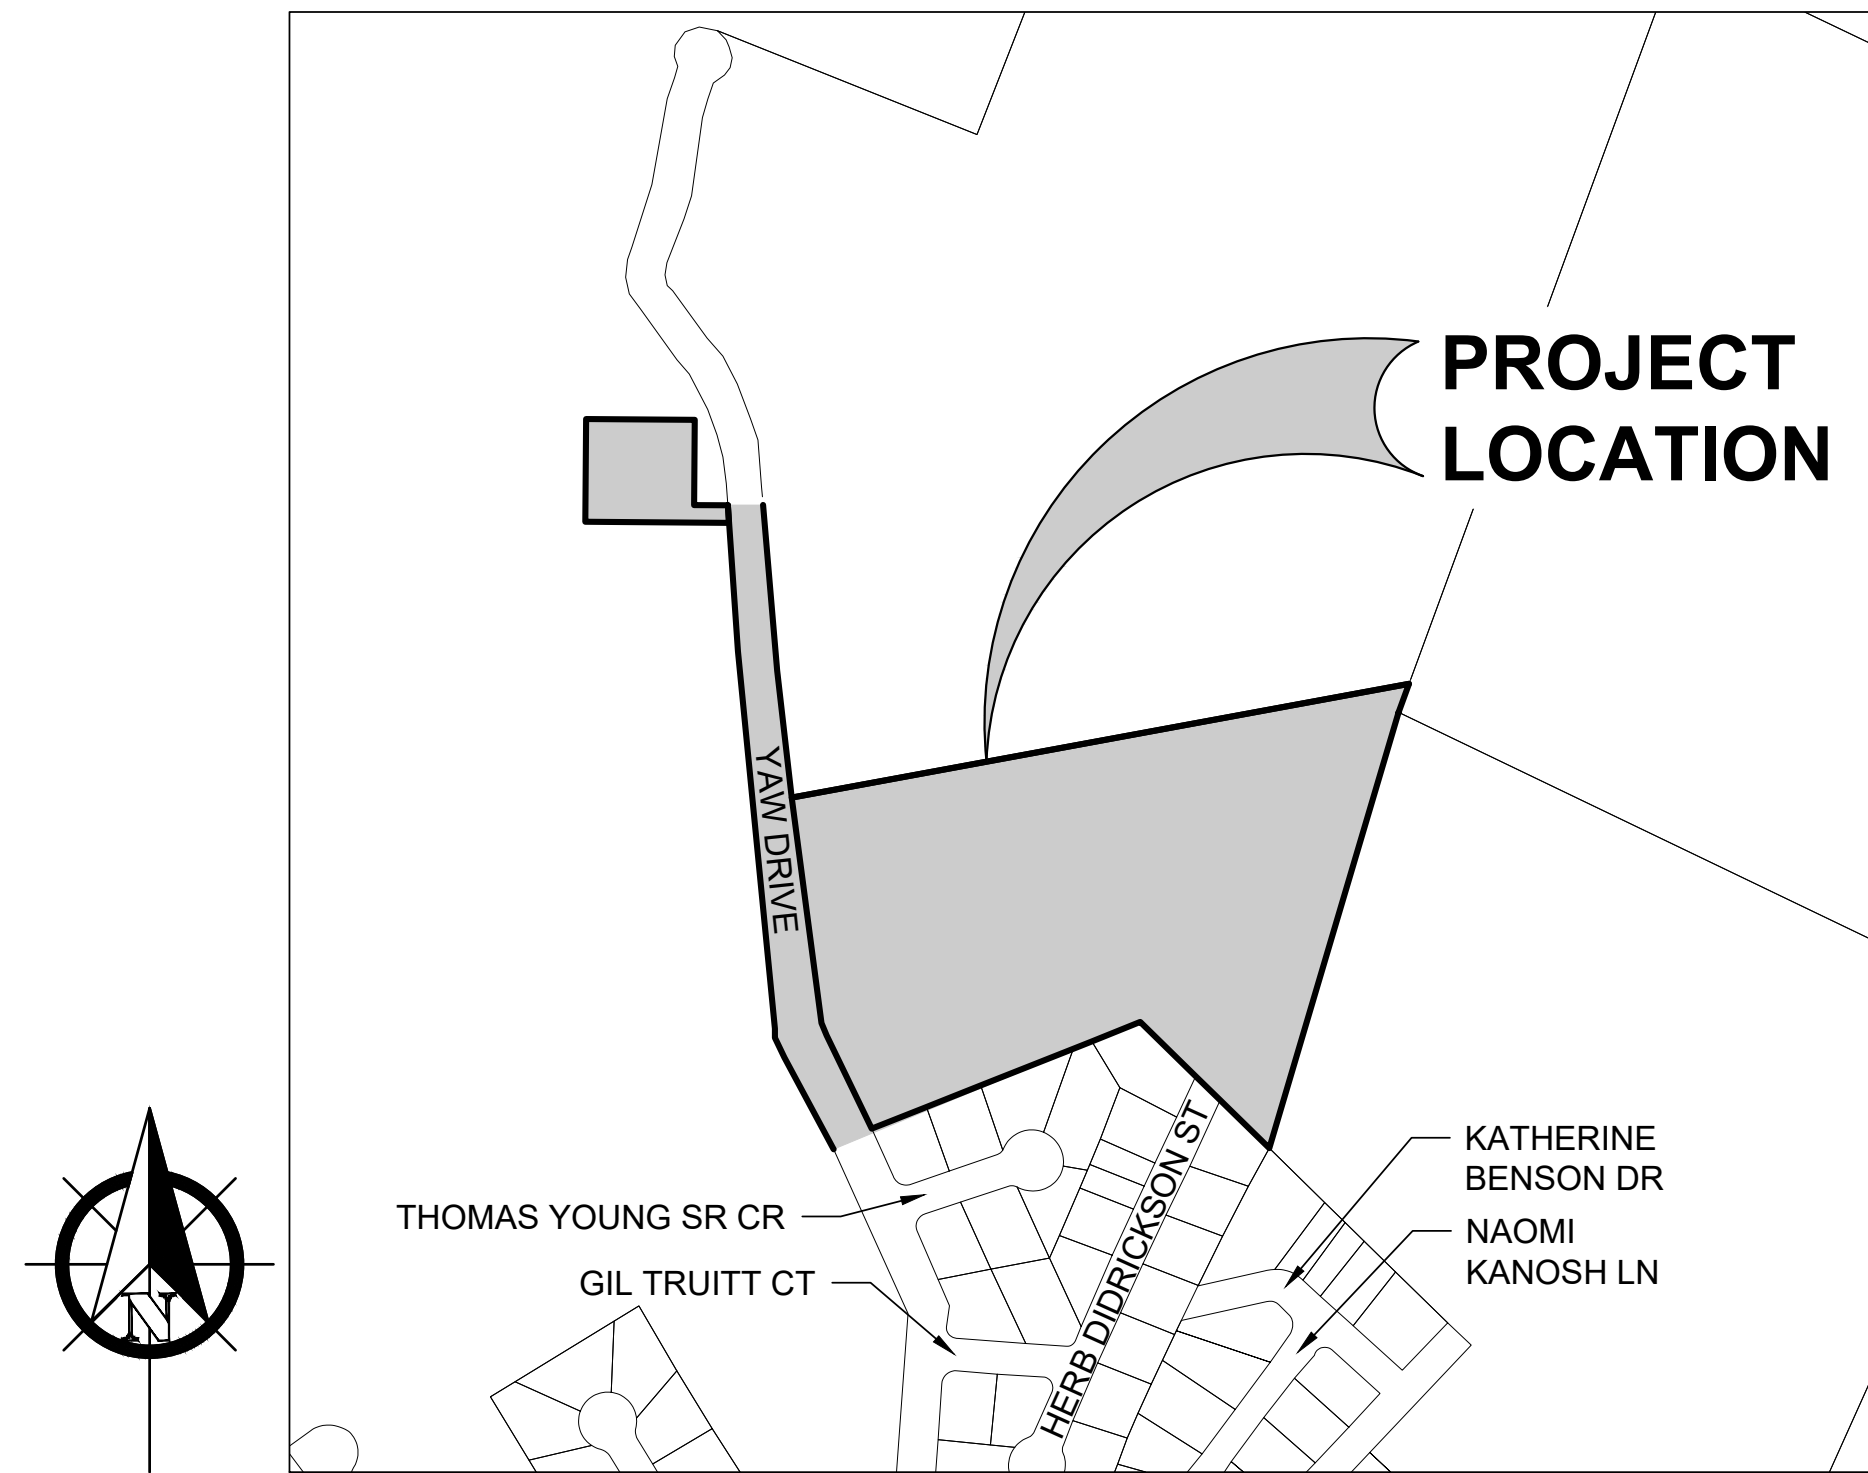 PROJECT
LOCATION
YAW DRIVE
THOMAS YOUNG SR CR
GIL TRUITT CT
HERB DIDRICKSON ST
KATHERINE
BENSON DR
NAOMI
KANOSH LN
N